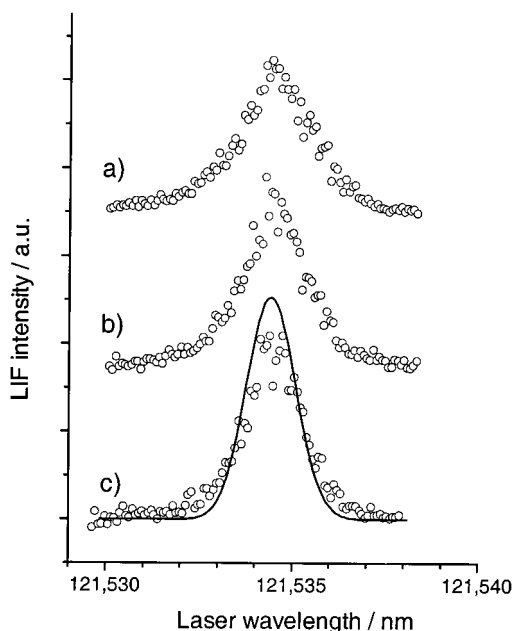 a)
b)
c)
LIF intensity / a.u.
121,530
121,535
121,540
Laser wavelength / nm